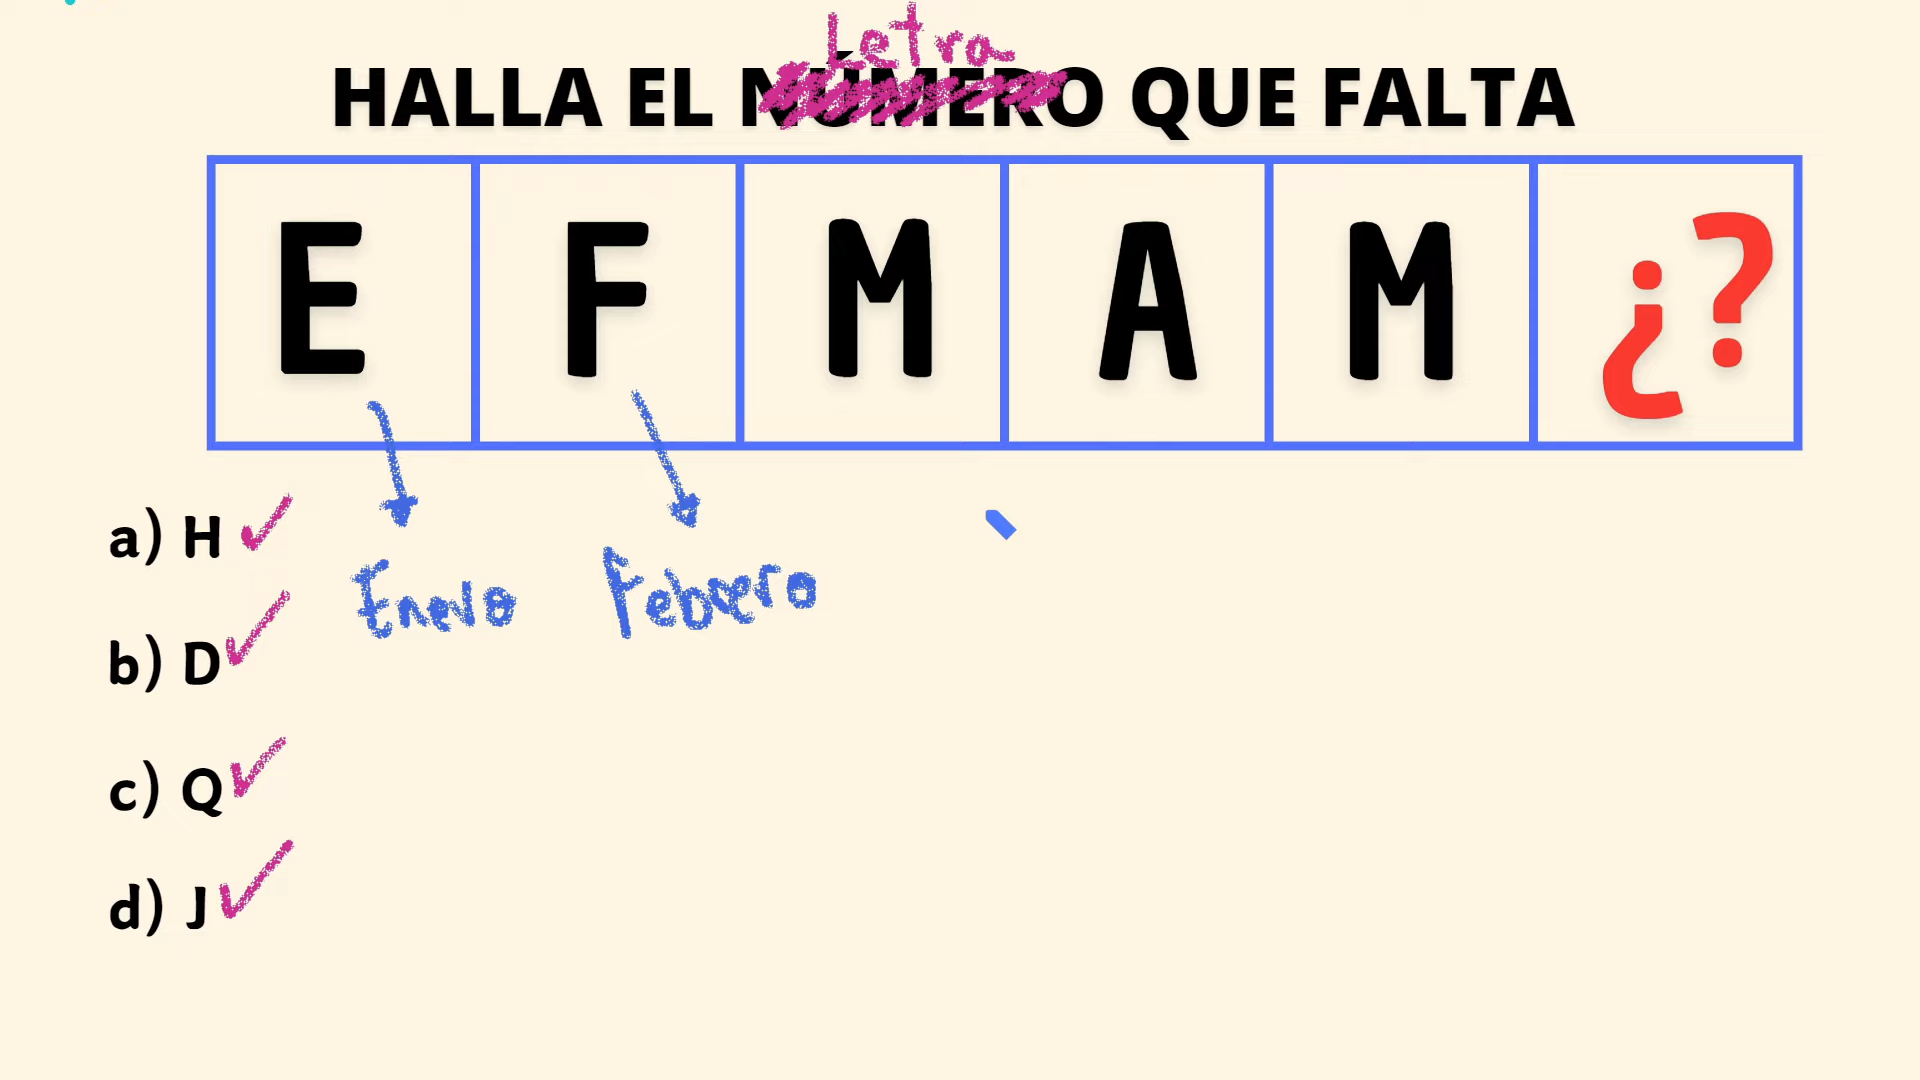 Letra
HALLA EL NÚMERO QUE FALTA
E F M A M ¿?
a) H
b) D
c) Q
d) J
Enero Febrero